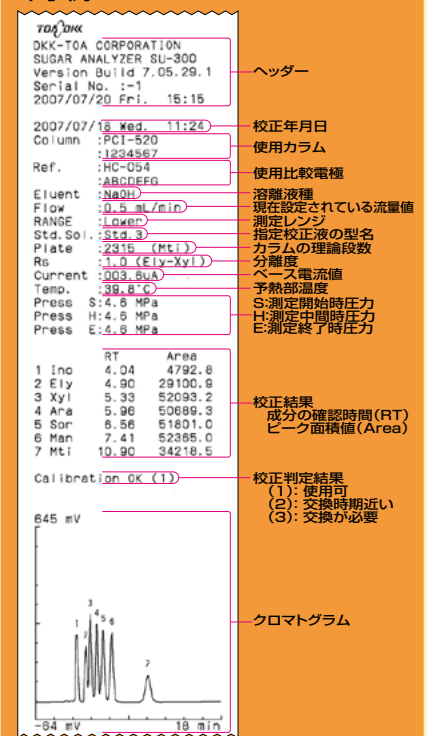 TOA DKK
DKK-TOA CORPORATION
SUGAR ANALYZER SU-300
Version Build 7.05.29.1
Serial No. :-1
2007/07/20 Fri. 15:15
ヘッダー
2007/07/18 Wed. 11:24
校正年月日
Column :PCI-520
:1234567
使用カラム
Ref. :HC-054
:ABCDEFG
使用比較電極
Eluent :NaOH
溶離液種
Flow :0.5 mL/min
現在設定されている流量値
RANGE :Lower
測定レンジ
Std.Sol.:Std.3
指定校正液の型名
Plate :2315 (Mti)
カラムの理論段数
Rs :1.0 (Ely-Xyl)
分離度
Current :003.6uA
ベース電流値
Temp. :39.8°C
予熱部温度
Press S:4.6 MPa
Press H:4.6 MPa
Press E:4.6 MPa
S:測定開始時圧力
H:測定中間時圧力
E:測定終了時圧力
RT Area
1 Ino 4.04 4792.8
2 Ely 4.90 29100.9
3 Xyl 5.33 52093.2
4 Ara 5.96 50689.3
5 Sor 6.56 51801.0
6 Man 7.41 52365.0
7 Mti 10.90 34218.5
校正結果
成分の確認時間(RT)
ピーク面積値(Area)
Calibration OK (1)
校正判定結果
(1):使用可
(2):交換時期近い
(3):交換が必要
645 mV
1 2 3 4 5 6 7
クロマトグラム
-64 mV 18 min